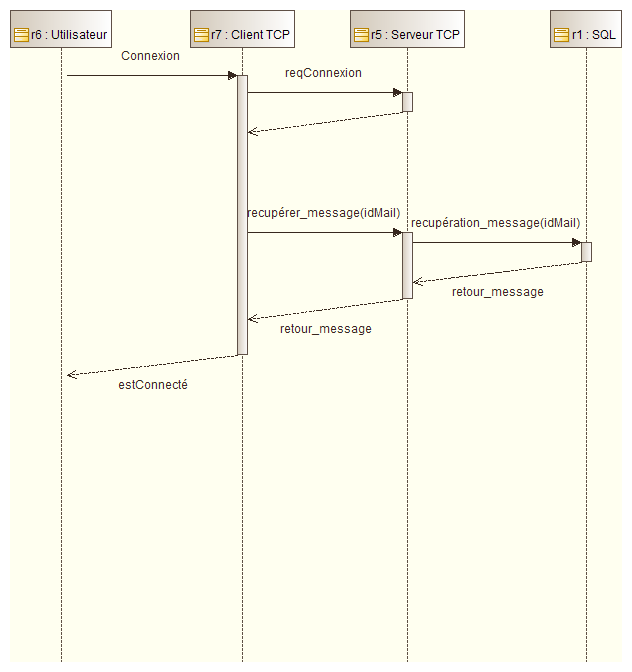 r6 : Utilisateur
r7 : Client TCP
r5 : Serveur TCP
r1 : SQL
Connexion
reqConnexion
recupérer_message(idMail)
recupération_message(idMail)
retour_message
retour_message
estConnecté